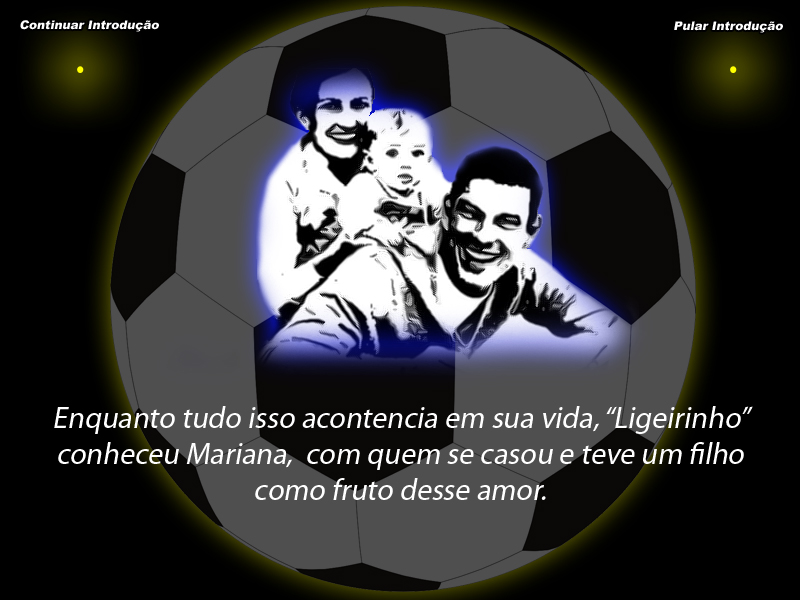 Continuar Introdução
Pular Introdução
Enquanto tudo isso acontencia em sua vida, “Ligeirinho”
conheceu Mariana,  com quem se casou e teve um filho
como fruto desse amor.